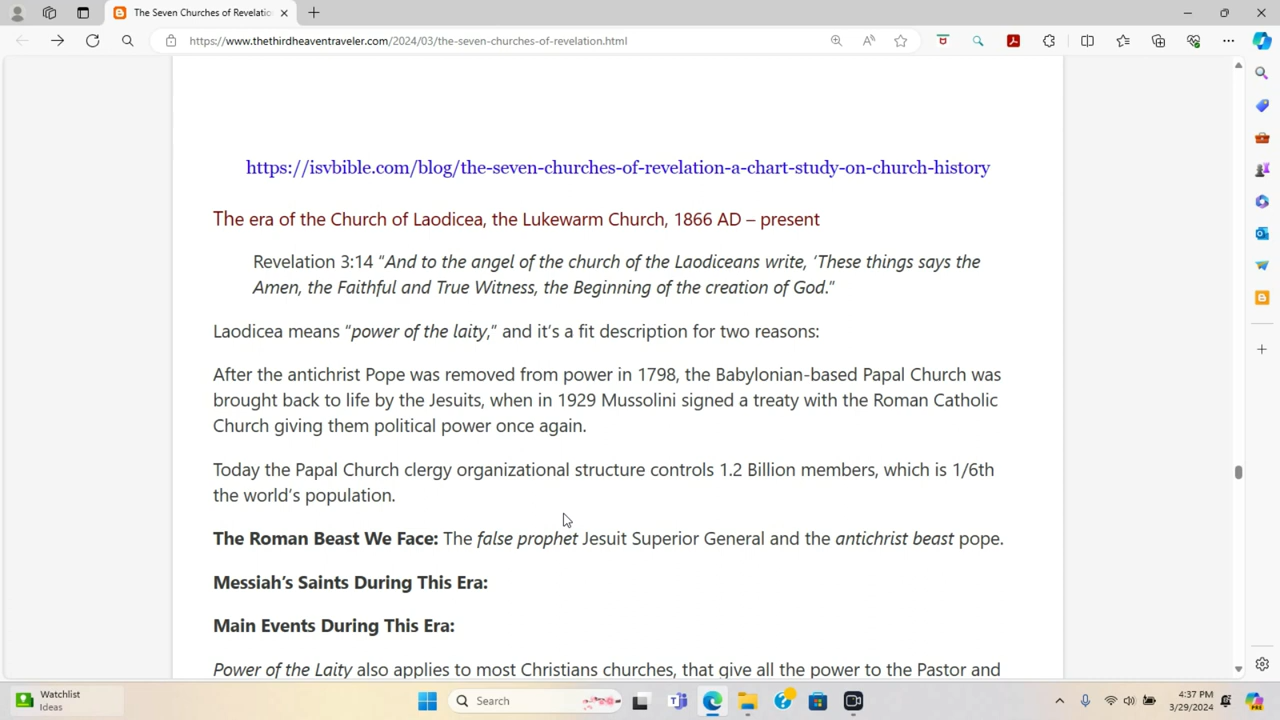 The Seven Churches of Revelatio
https://www.thethirdheaventraveler.com/2024/03/the-seven-churches-of-revelation.html
https://isvbible.com/blog/the-seven-churches-of-revelation-a-chart-study-on-church-history
The era of the Church of Laodicea, the Lukewarm Church, 1866 AD – present
Revelation 3:14 “And to the angel of the church of the Laodiceans write, ‘These things says the
Amen, the Faithful and True Witness, the Beginning of the creation of God.”
Laodicea means “power of the laity,” and it’s a fit description for two reasons:
After the antichrist Pope was removed from power in 1798, the Babylonian-based Papal Church was
brought back to life by the Jesuits, when in 1929 Mussolini signed a treaty with the Roman Catholic
Church giving them political power once again.
Today the Papal Church clergy organizational structure controls 1.2 Billion members, which is 1/6th
the world’s population.
The Roman Beast We Face: The false prophet Jesuit Superior General and the antichrist beast pope.
Messiah’s Saints During This Era:
Main Events During This Era:
Power of the Laity also applies to most Christians churches, that give all the power to the Pastor and
Watchlist
Ideas
Search
4:37 PM
3/29/2024